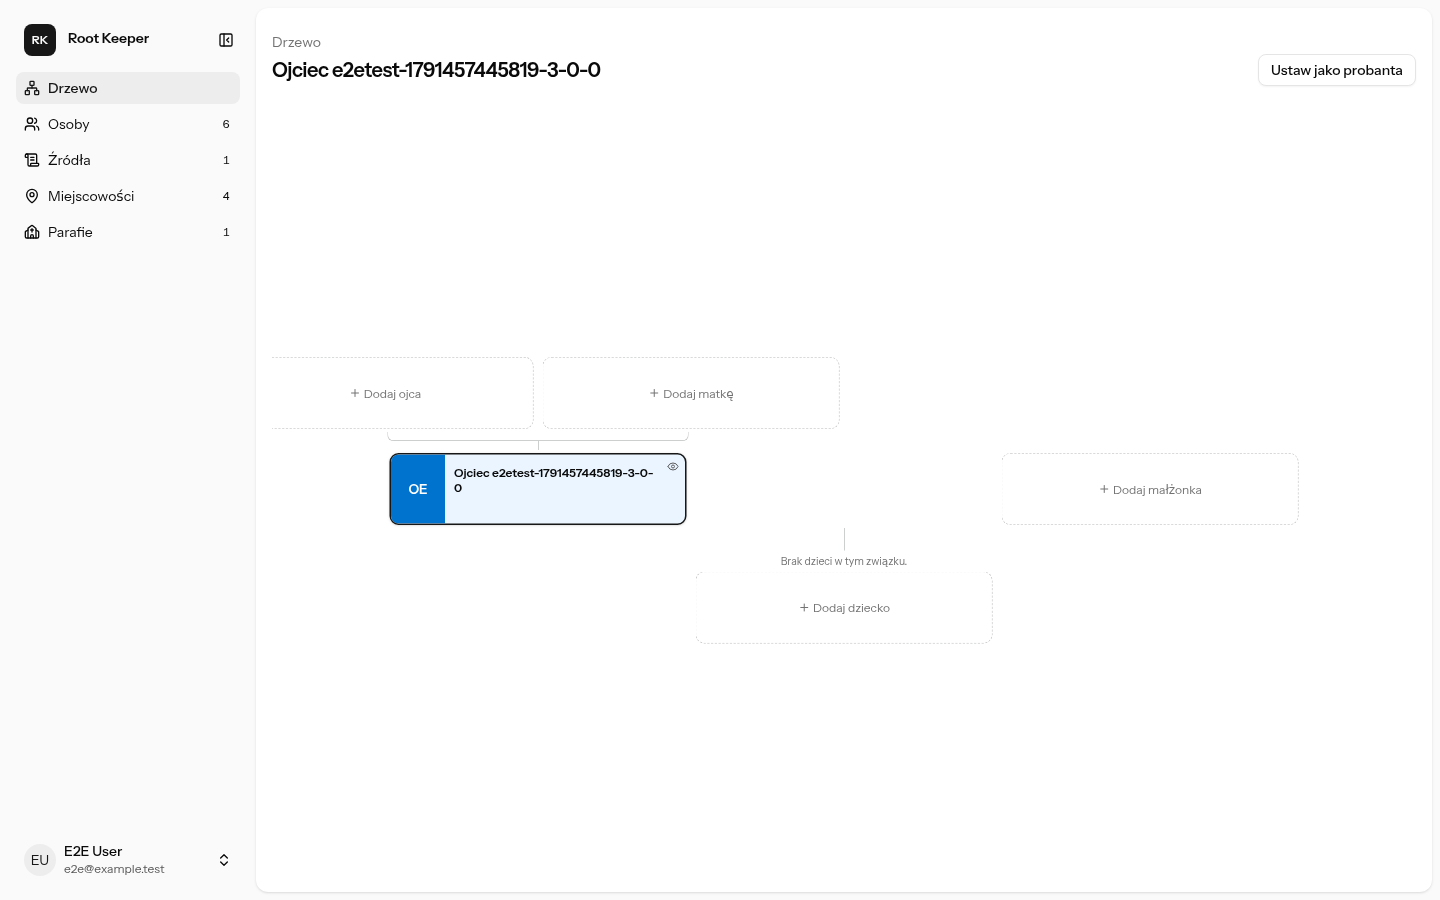 RK
Root Keeper
Drzewo
Osoby 6
Źródła 1
Miejscowości 4
Parafie 1
E2E User
EU
e2e@example.test
Drzewo
Ojciec e2etest-1791457445819-3-0-0
Ustaw jako probanta
+ Dodaj ojca
+ Dodaj matkę
OE
Ojciec e2etest-1791457445819-3-0-
0
+ Dodaj małżonka
Brak dzieci w tym związku.
+ Dodaj dziecko